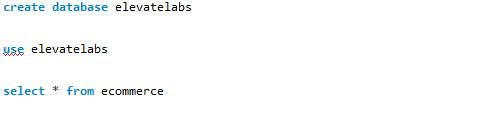 create database elevatelabs
use elevatelabs
select * from ecommerce